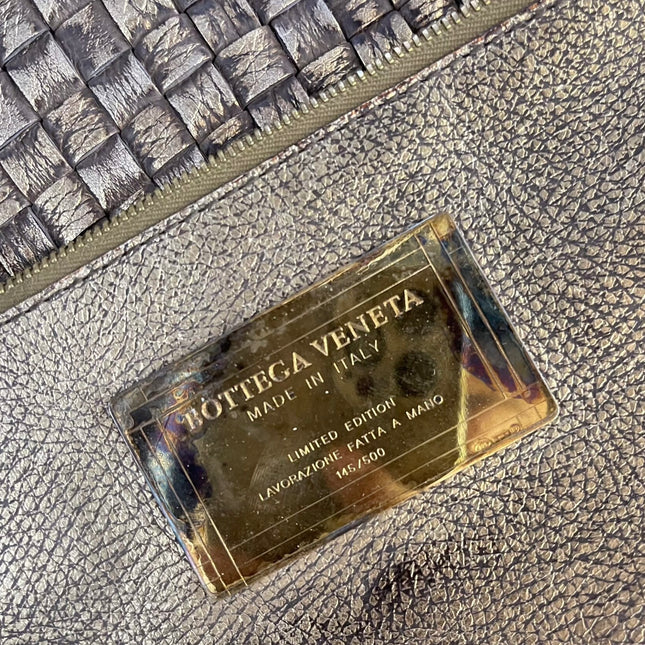 BOTTEGA VENETA
MADE IN ITALY
LIMITED EDITION
LAVORAZIONE FATTA A MANO
145/500